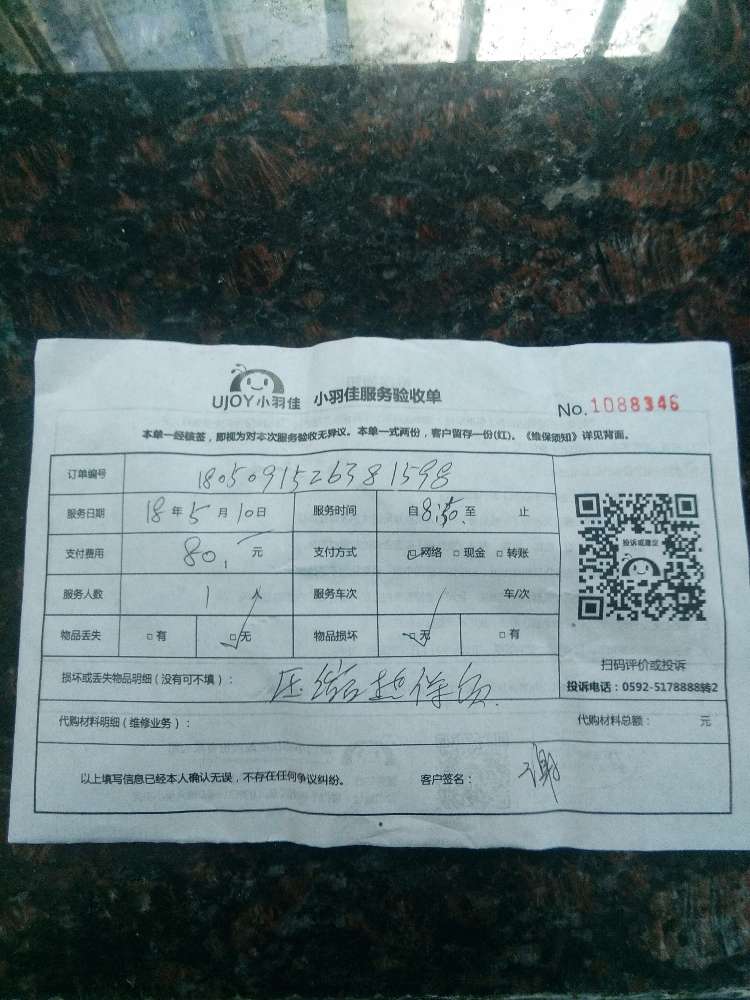 UJOY小羽佳 小羽佳服务验收单 No.1088346
本单一经核签，即视为对本次服务验收无异议。本单一式两份，客户留存一份(红)。《维保须知》详见背面。
订单编号 180509152638 1598
服务日期 18 年 5 月 10 日 服务时间 自 8:30 至 止
支付费用 80, 元 支付方式 网络 现金 转账
投诉或建议
服务人数 1 人 服务车次 车/次
物品丢失 有 无 物品损坏 无 有
扫码评价或投诉
损坏或丢失物品明细（没有可不填）： 压缩
投诉电话：0592-5178888转2
代购材料明细（维修业务）： 代购材料总额： 元
以上填写信息已经本人确认无误，不存在任何争议纠纷。 客户签名： 谢